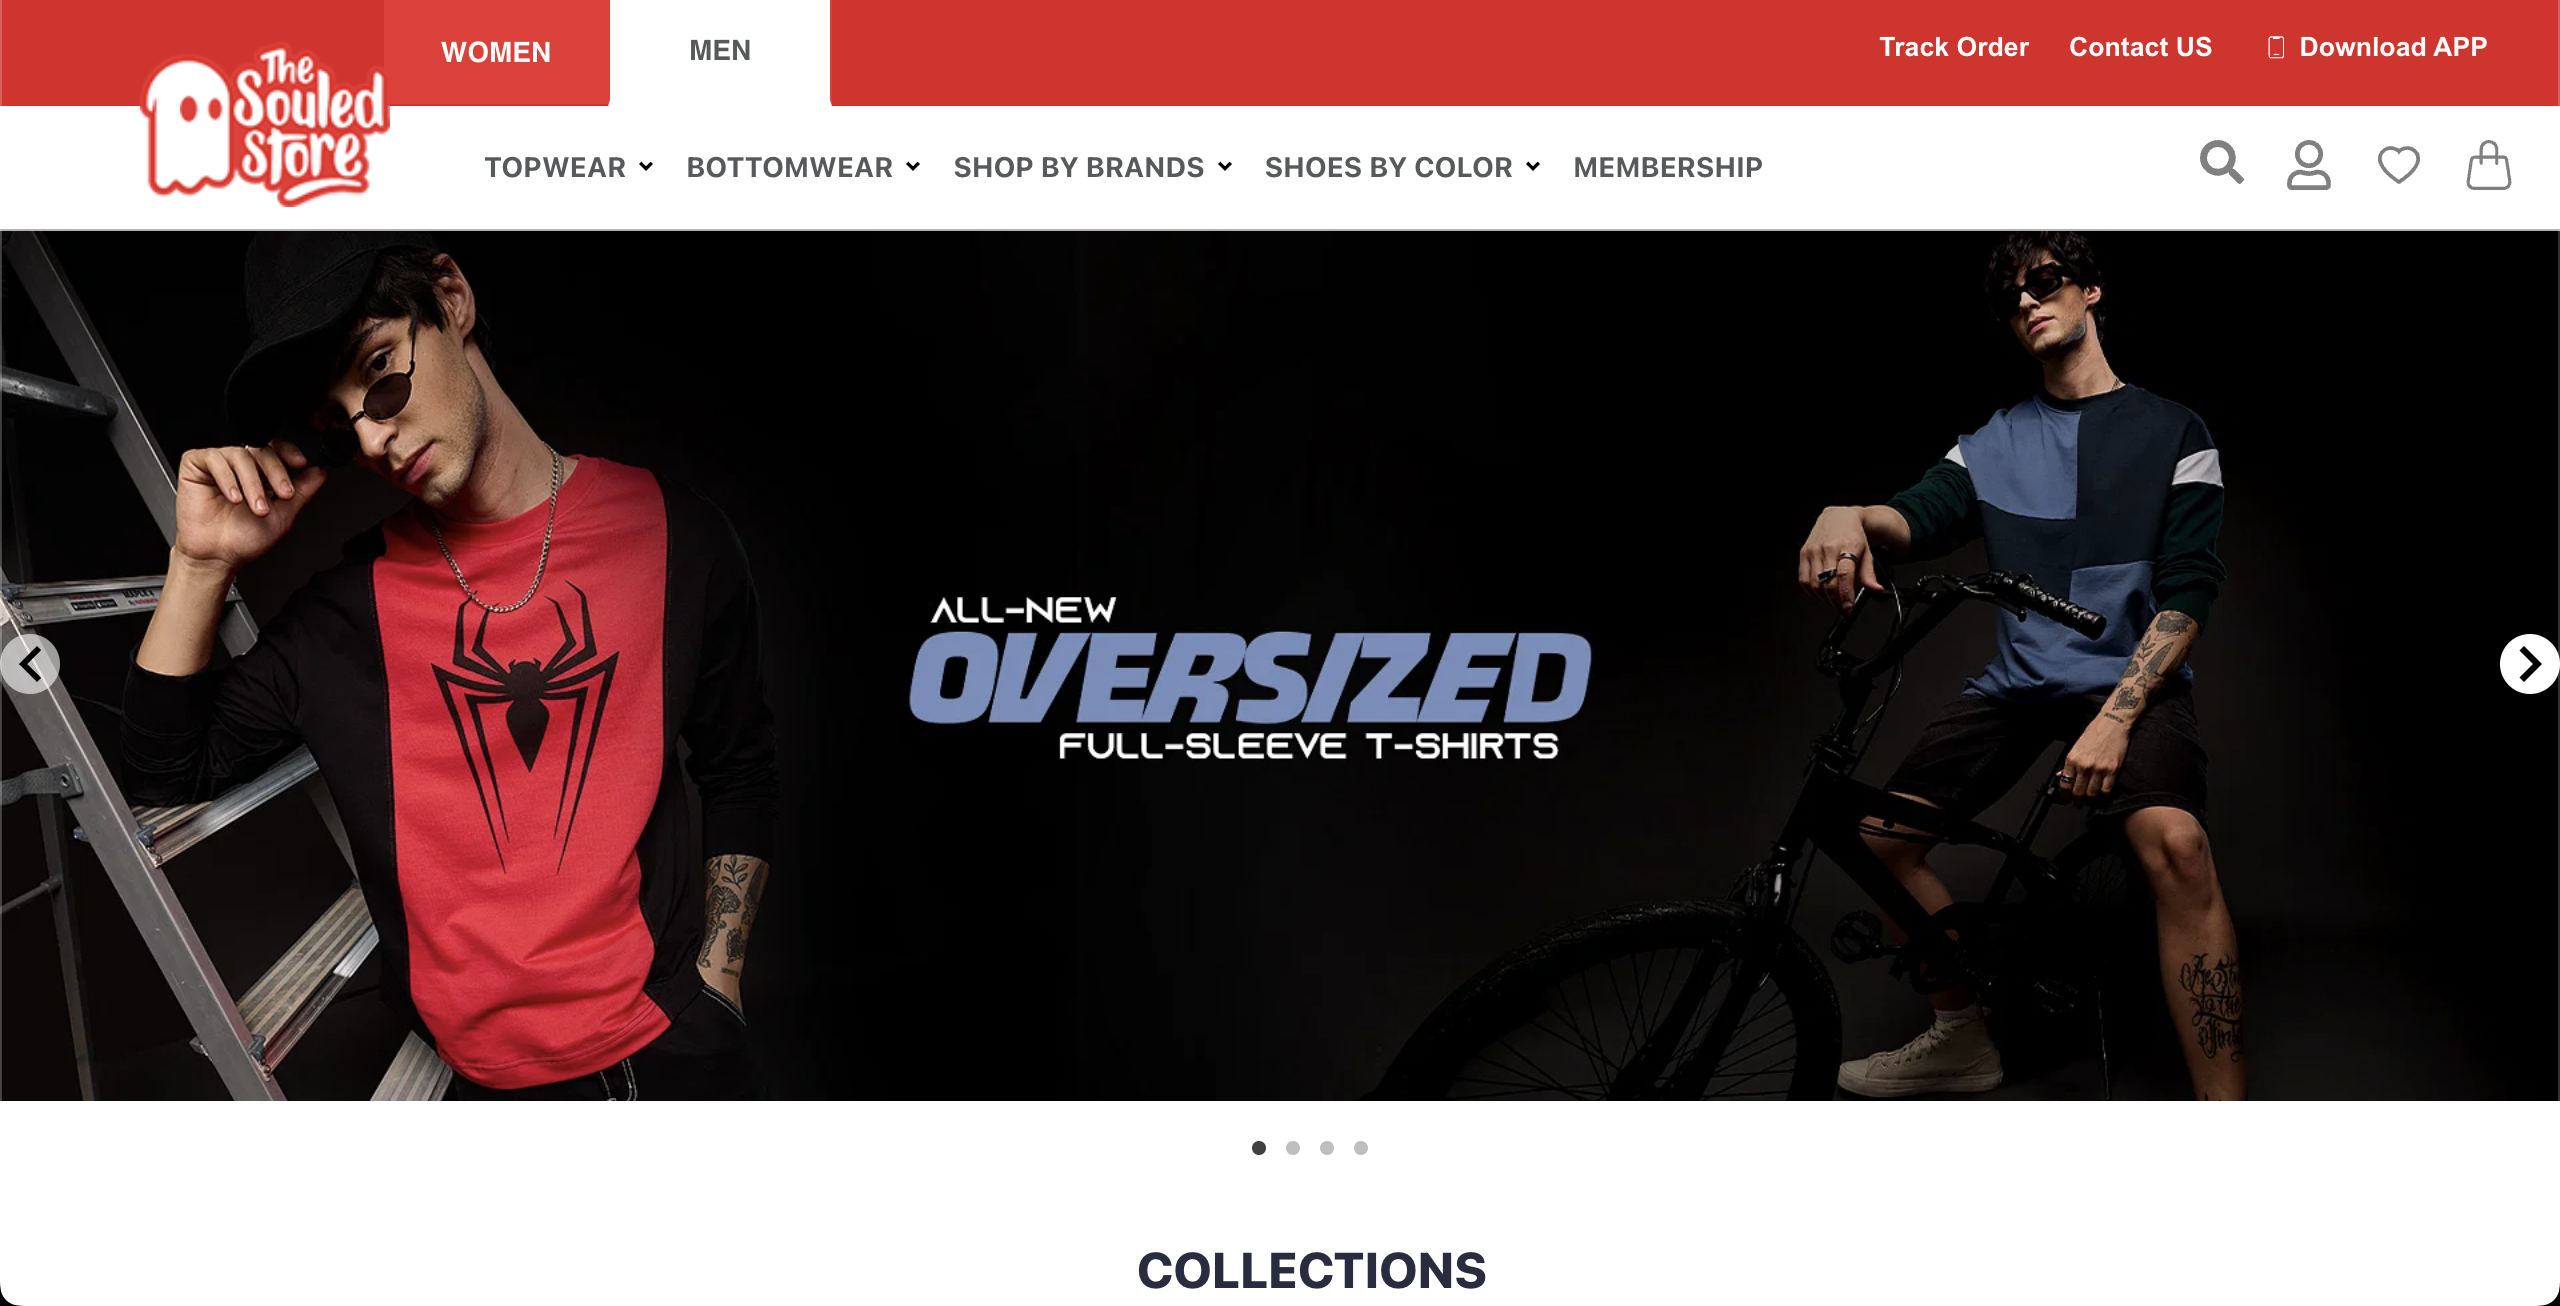 WOMEN
MEN
Track Order
Contact US
Download APP
The
Souled
Store
TOPWEAR
BOTTOMWEAR
SHOP BY BRANDS
SHOES BY COLOR
MEMBERSHIP
ALL-NEW
OVERSIZED
FULL-SLEEVE T-SHIRTS
COLLECTIONS